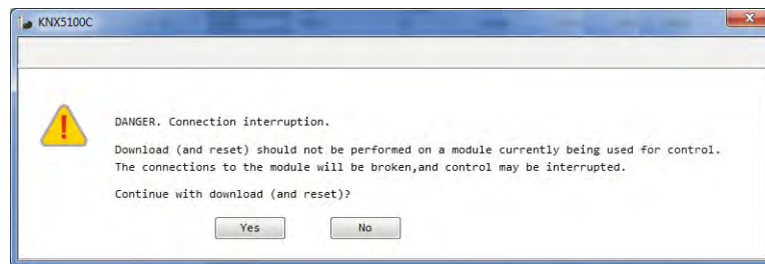 KNX5100C
DANGER. Connection interruption.
Download (and reset) should not be performed on a module currently being used for control.
The connections to the module will be broken,and control may be interrupted.
Continue with download (and reset)?
Yes No